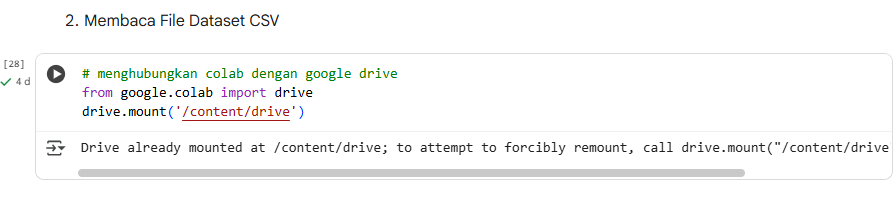 2. Membaca File Dataset CSV
[28]
✓ 4 d
# menghubungkan colab dengan google drive
from google.colab import drive
drive.mount('/content/drive')
Drive already mounted at /content/drive; to attempt to forcibly remount, call drive.mount("/content/drive